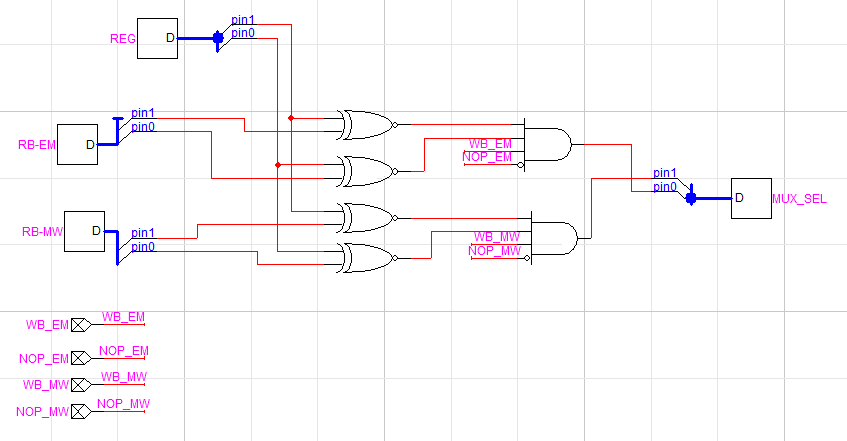 pin1
REG D pin0
pin1
RB-EM D pin0
WB_EM
NOP_EM
pin1
pin0
D MUX_SEL
RB-MW D pin1
pin0
WB_MW
NOP_MW
WB_EM WB_EM
NOP_EM NOP_EM
WB_MW WB_MW
NOP_MW NOP_MW